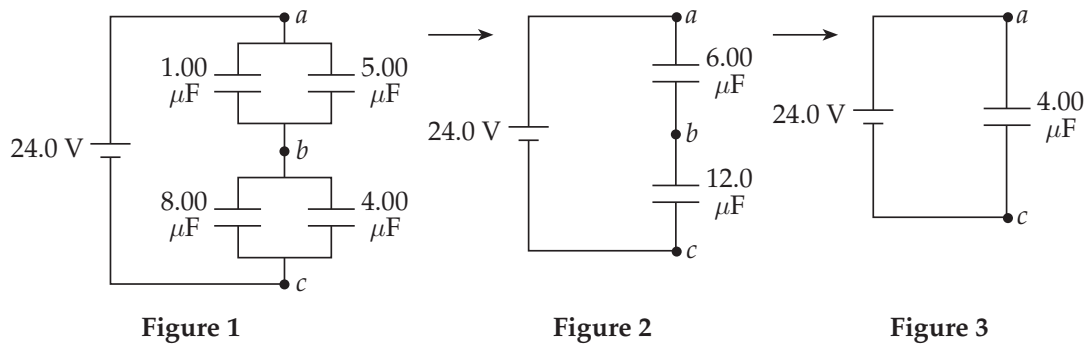 a
1.00
μF
5.00
μF
24.0 V
b
8.00
μF
4.00
μF
c
Figure 1
a
6.00
μF
24.0 V
b
12.0
μF
c
Figure 2
a
24.0 V
4.00
μF
c
Figure 3